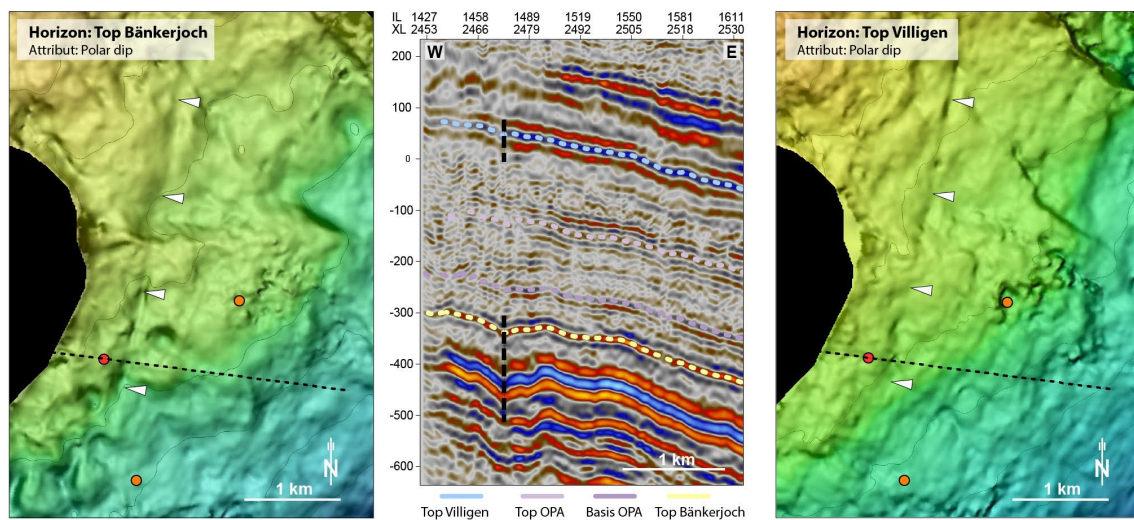 Horizon: Top Bänkerjoch
Attribut: Polar dip
N
1 km
IL 1427 1458 1489 1519 1550 1581 1611
XL 2453 2466 2479 2492 2505 2518 2530
W E
200
100
0
-100
-200
-300
-400
-500
-600
1 km
Top Villigen Top OPA Basis OPA Top Bänkerjoch
Horizon: Top Villigen
Attribut: Polar dip
N
1 km